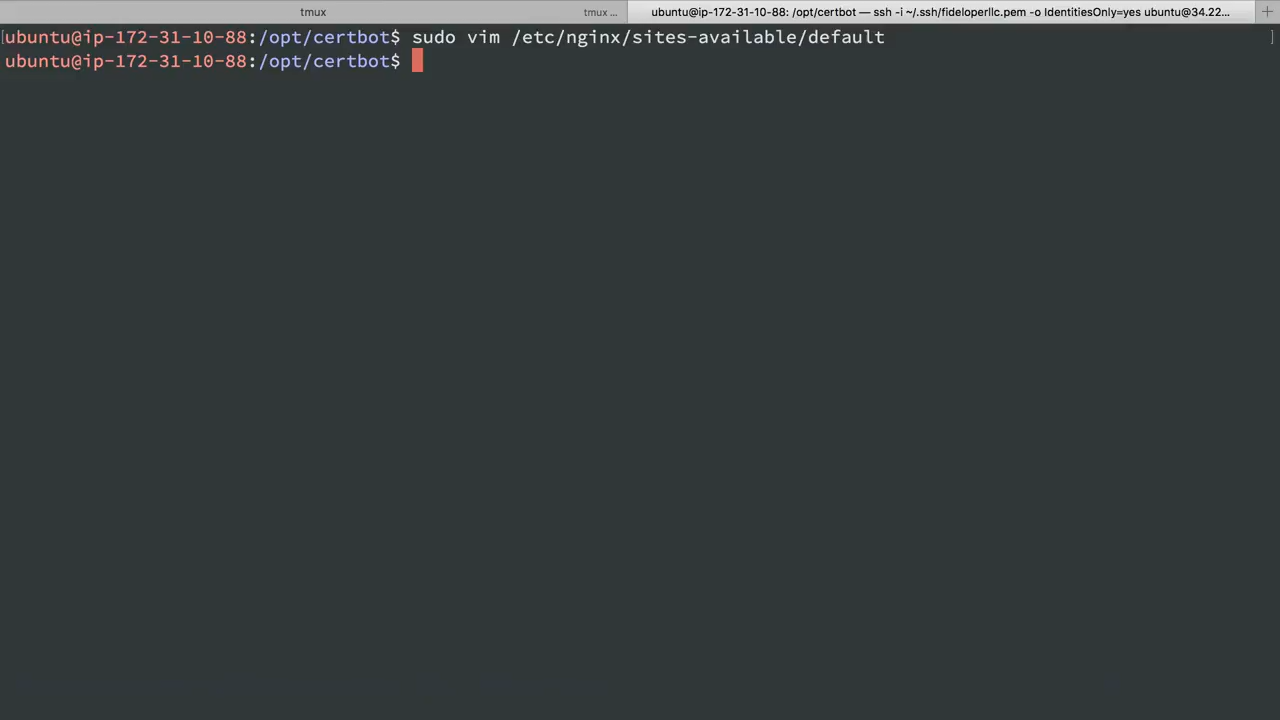 tmux
tmux ...
ubuntu@ip-172-31-10-88: /opt/certbot — ssh -i ~/.ssh/fideloperllc.pem -o IdentitiesOnly=yes ubuntu@34.22...
+
[ubuntu@ip-172-31-10-88:/opt/certbot$ sudo vim /etc/nginx/sites-available/default ]
ubuntu@ip-172-31-10-88:/opt/certbot$